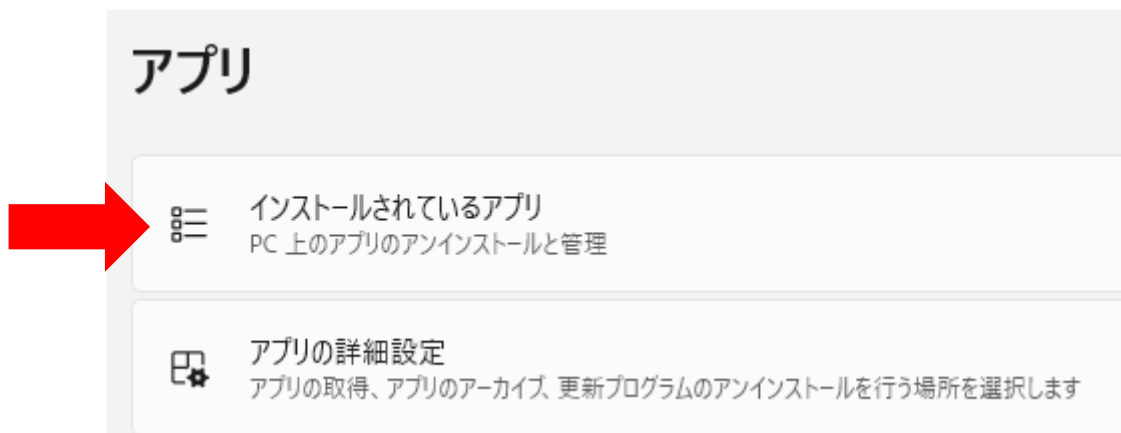 アプリ
インストールされているアプリ
PC 上のアプリのアンインストールと管理
アプリの詳細設定
アプリの取得、アプリのアーカイブ、更新プログラムのアンインストールを行う場所を選択します